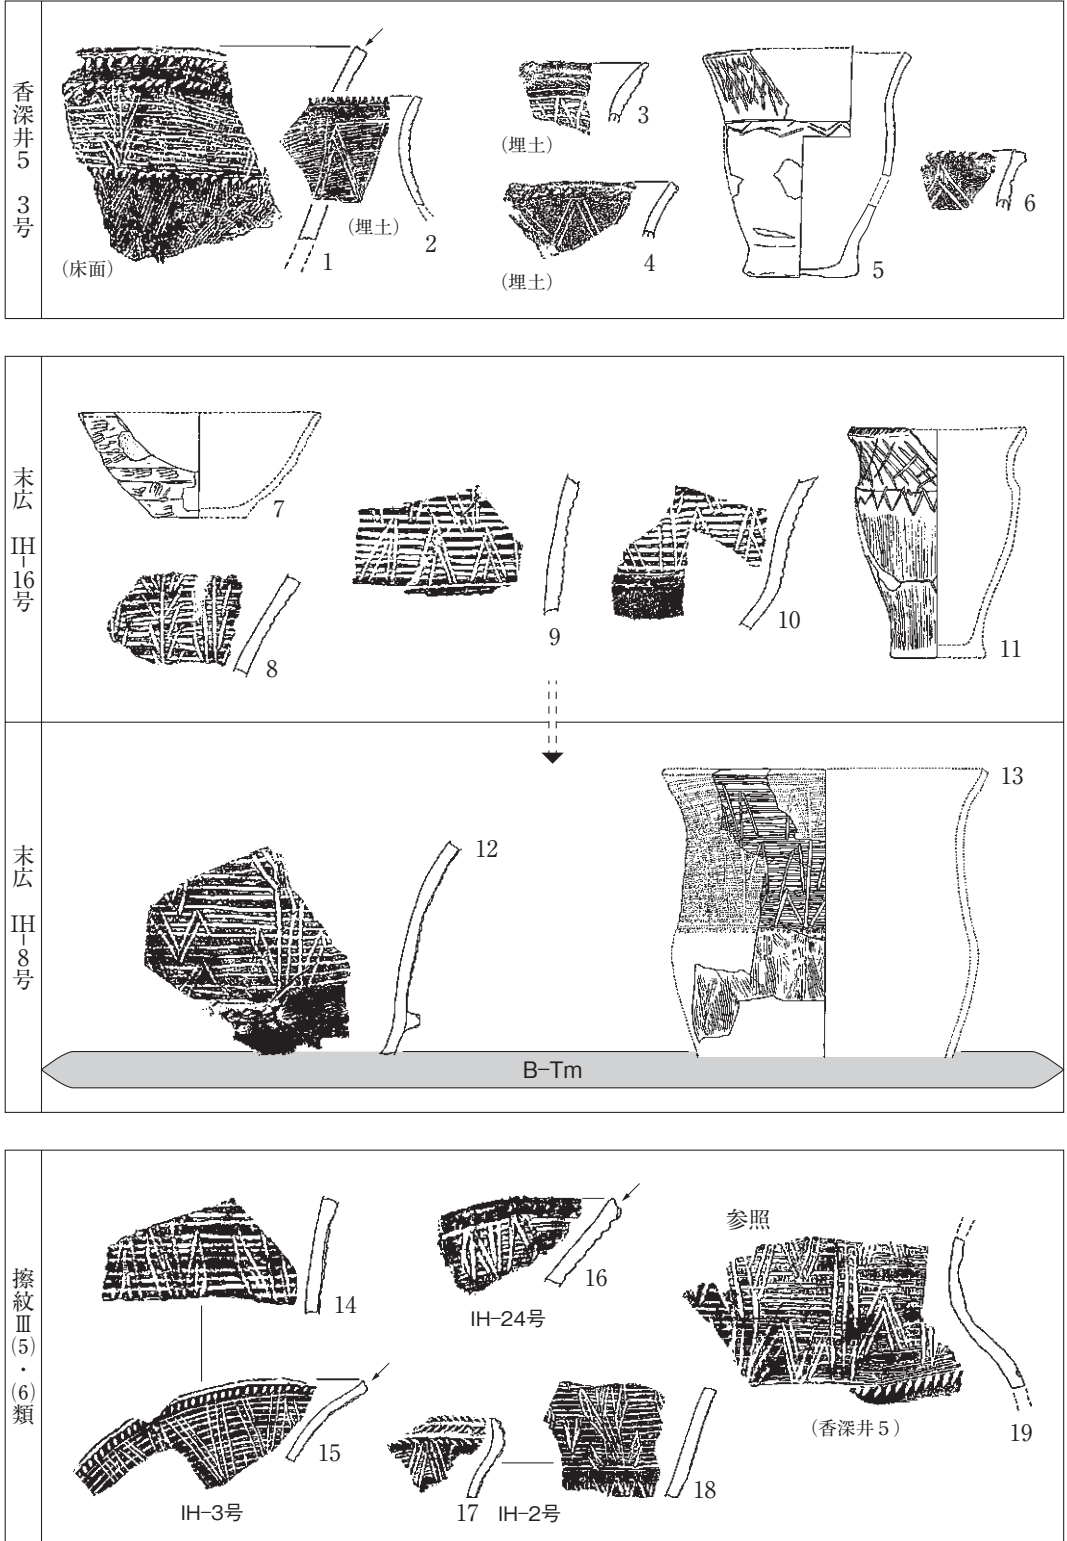 香深井5 3号
1
(床面)
2
(埋土)
3
(埋土)
4
(埋土)
5
6
末広 IH-16号
7
8
9
10
11
末広 IH-8号
12
13
B-Tm
擦紋Ⅲ(5)・(6)類
14
15
IH-3号
16
IH-24号
17
IH-2号
18
参照
(香深井5)
19